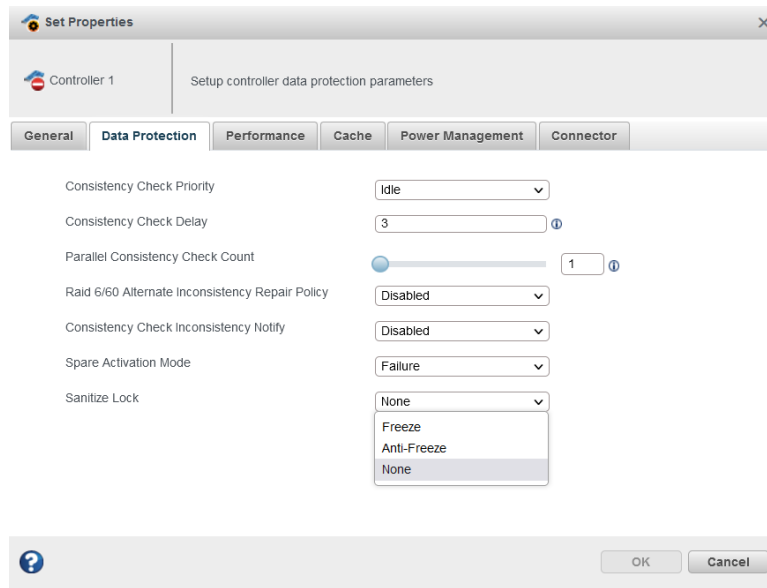 Set Properties
Controller 1
Setup controller data protection parameters
General Data Protection Performance Cache Power Management Connector
Consistency Check Priority Idle
Consistency Check Delay 3
Parallel Consistency Check Count 1
Raid 6/60 Alternate Inconsistency Repair Policy Disabled
Consistency Check Inconsistency Notify Disabled
Spare Activation Mode Failure
Sanitize Lock None
Freeze
Anti-Freeze
None
OK Cancel